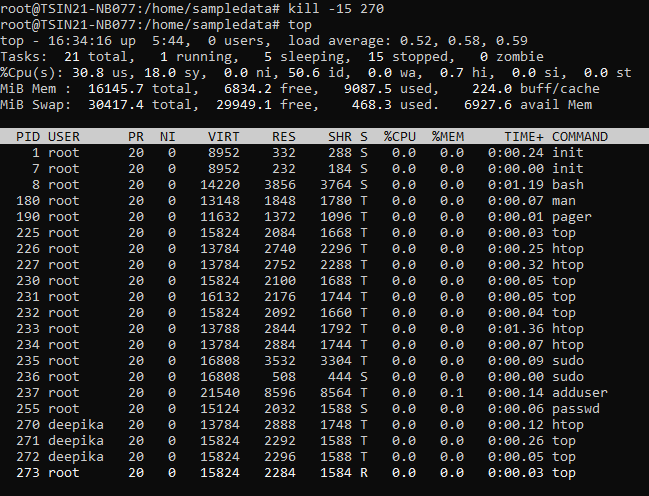 root@TSIN21-NB077:/home/sampledata# kill -15 270
root@TSIN21-NB077:/home/sampledata# top
top - 16:34:16 up  5:44,  0 users,  load average: 0.52, 0.58, 0.59
Tasks:  21 total,   1 running,   5 sleeping,  15 stopped,   0 zombie
%Cpu(s): 30.8 us, 18.0 sy,  0.0 ni, 50.6 id,  0.0 wa,  0.7 hi,  0.0 si,  0.0 st
MiB Mem :  16145.7 total,   6834.2 free,   9087.5 used,    224.0 buff/cache
MiB Swap:  30417.4 total,  29949.1 free,    468.3 used.   6927.6 avail Mem
PID USER      PR  NI    VIRT    RES    SHR S  %CPU  %MEM     TIME+ COMMAND
1 root      20   0    8952    332    288 S   0.0   0.0   0:00.24 init
7 root      20   0    8952    232    184 S   0.0   0.0   0:00.00 init
8 root      20   0   14220   3856   3764 S   0.0   0.0   0:01.19 bash
180 root      20   0   13148   1848   1780 T   0.0   0.0   0:00.07 man
190 root      20   0   11632   1372   1096 T   0.0   0.0   0:00.01 pager
225 root      20   0   15824   2084   1668 T   0.0   0.0   0:00.03 top
226 root      20   0   13784   2740   2296 T   0.0   0.0   0:00.25 htop
227 root      20   0   13784   2752   2288 T   0.0   0.0   0:00.32 htop
230 root      20   0   15824   2100   1688 T   0.0   0.0   0:00.05 top
231 root      20   0   16132   2176   1744 T   0.0   0.0   0:00.05 top
232 root      20   0   15824   2092   1660 T   0.0   0.0   0:00.04 top
233 root      20   0   13788   2844   1792 T   0.0   0.0   0:01.36 htop
234 root      20   0   13784   2884   1744 T   0.0   0.0   0:00.07 htop
235 root      20   0   16808   3532   3304 T   0.0   0.0   0:00.09 sudo
236 root      20   0   16808    508    444 S   0.0   0.0   0:00.00 sudo
237 root      20   0   21540   8596   8564 T   0.0   0.1   0:00.14 adduser
255 root      20   0   15124   2032   1588 S   0.0   0.0   0:00.06 passwd
270 deepika   20   0   13784   2888   1748 T   0.0   0.0   0:00.12 htop
271 deepika   20   0   15824   2292   1588 T   0.0   0.0   0:00.26 top
272 deepika   20   0   15824   2296   1588 T   0.0   0.0   0:00.05 top
273 root      20   0   15824   2284   1584 R   0.0   0.0   0:00.03 top